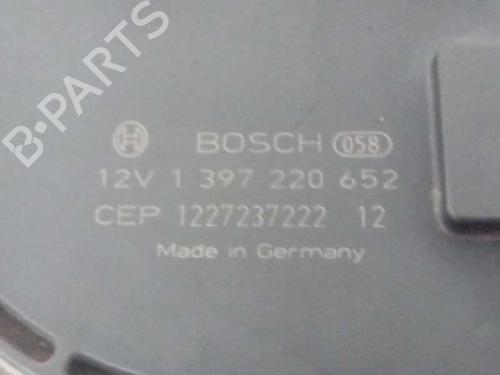 B-PARTS
BOSCH 058
12V 1 397 220 652
CEP 1227237222 12
Made in Germany